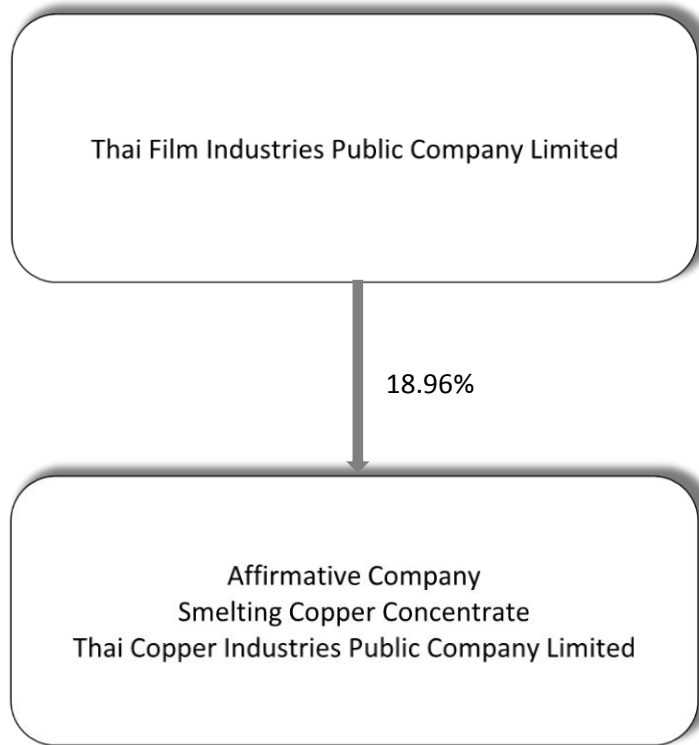 Thai Film Industries Public Company Limited
18.96%
Affirmative Company
Smelting Copper Concentrate
Thai Copper Industries Public Company Limited